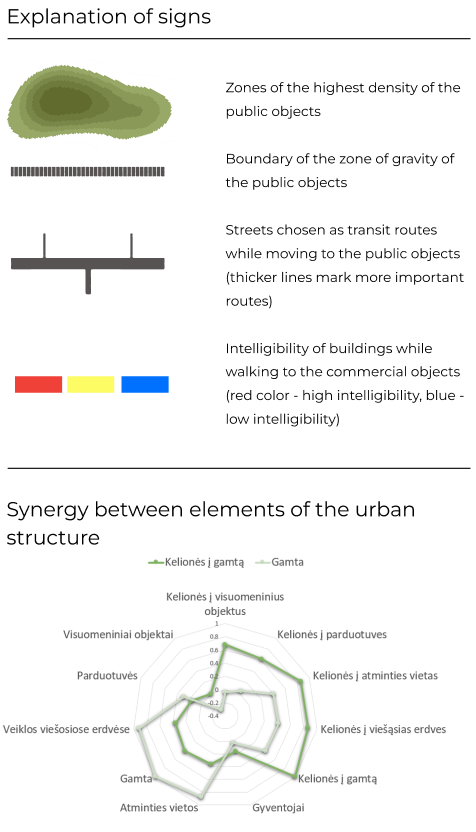 Explanation of signs
Zones of the highest density of the
public objects
Boundary of the zone of gravity of
the public objects
Streets chosen as transit routes
while moving to the public objects
(thicker lines mark more important
routes)
Intelligibility of buildings while
walking to the commercial objects
(red color - high intelligibility, blue -
low intelligibility)
Synergy between elements of the urban
structure
Kelionės į gamtą Gamta
Kelionės į visuomeninius
objektus
Visuomeniniai objektai
Kelionės į parduotuves
Parduotuvės
Kelionės į atminties vietas
Veiklos viešosiose erdvėse
Kelionės į viešąsias erdves
Gamta
Kelionės į gamtą
Atminties vietos
Gyventojai
1
0.8
0.6
0.4
0.2
0
-0.2
-0.4